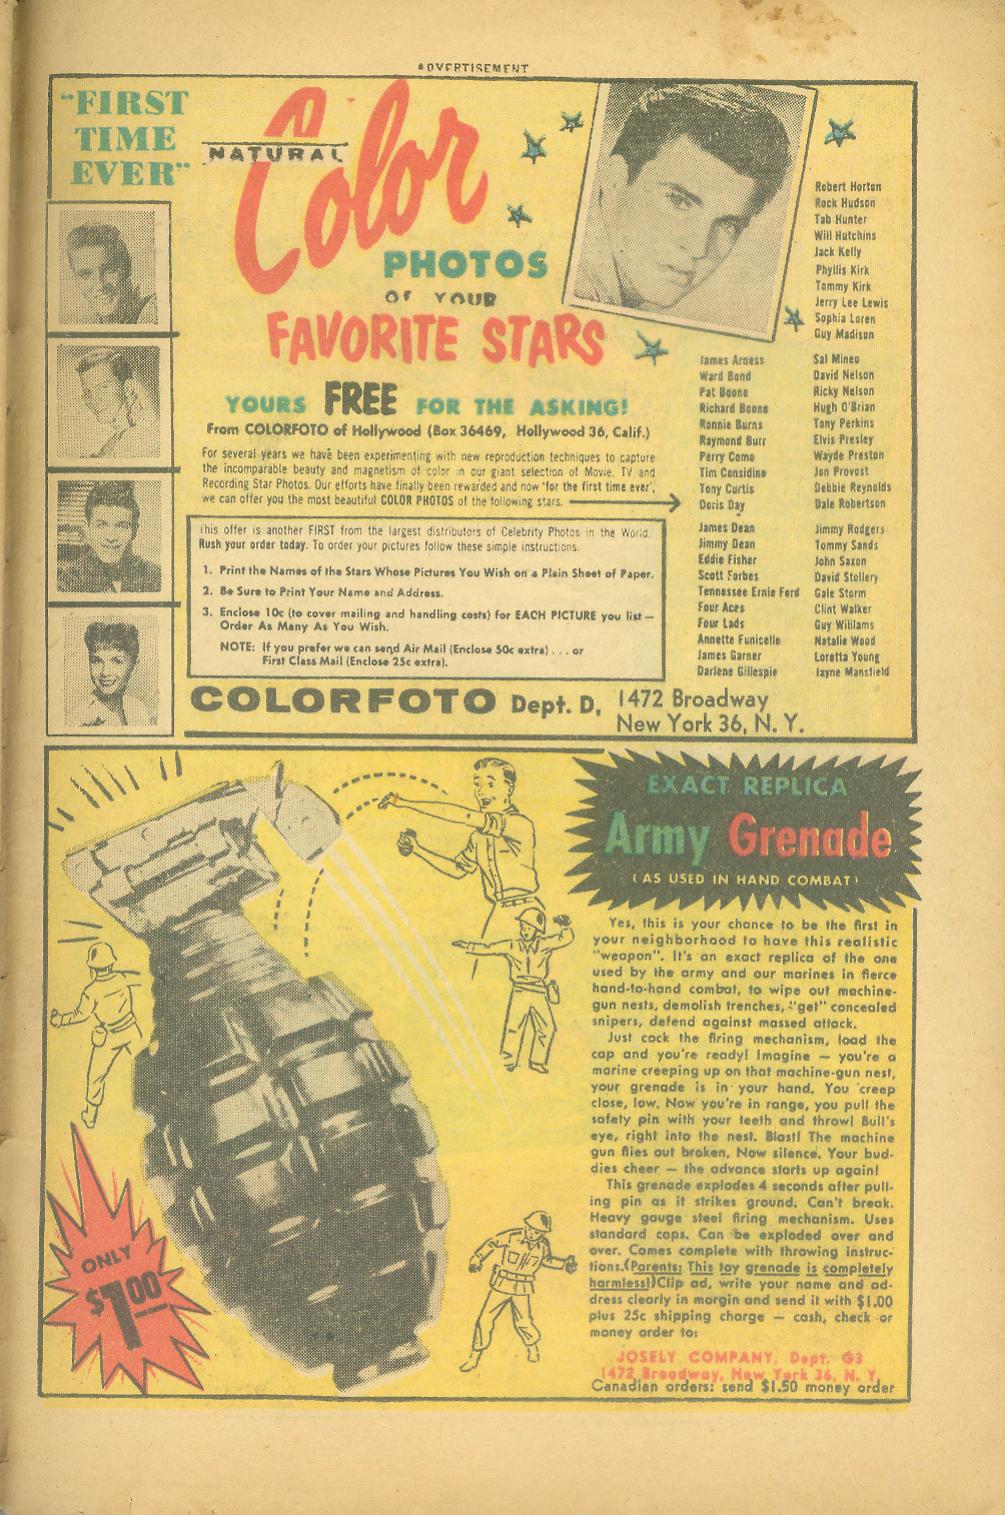 ADVERTISEMENT
"FIRST
TIME
EVER"
NATURAL
Color
PHOTOS
OF YOUR
FAVORITE STARS
YOURS FREE FOR THE ASKING!
From COLORFOTO of Hollywood (Box 36469, Hollywood 36, Calif.)
For several years we have been experimenting with new reproduction techniques to capture
the incomparable beauty and magnetism of color in our giant selection of Movie, TV and
Recording Star Photos. Our efforts have finally been rewarded and now 'for the first time ever',
we can offer you the most beautiful COLOR PHOTOS of the following stars.
This offer is another FIRST from the largest distributors of Celebrity Photos in the World.
Rush your order today. To order your pictures follow these simple instructions.
1. Print the Names of the Stars Whose Pictures You Wish on a Plain Sheet of Paper.
2. Be Sure to Print Your Name and Address.
3. Enclose 10c (to cover mailing and handling costs) for EACH PICTURE you list —
Order As Many As You Wish.
NOTE: If you prefer we can send Air Mail (Enclose 50c extra) . . . or
First Class Mail (Enclose 25c extra).
Robert Horton
Rock Hudson
Tab Hunter
Will Hutchins
Jack Kelly
Phyllis Kirk
Tommy Kirk
Jerry Lee Lewis
Sophia Loren
Guy Madison
James Arness
Ward Bond
Pat Boone
Richard Boone
Ronnie Burns
Raymond Burr
Perry Como
Tim Considine
Tony Curtis
Doris Day
James Dean
Jimmy Dean
Eddie Fisher
Scott Forbes
Tennessee Ernie Ford
Four Aces
Four Lads
Annette Funicello
James Garner
Darlene Gillespie
Sal Mineo
David Nelson
Ricky Nelson
Hugh O'Brian
Tony Perkins
Elvis Presley
Wayde Preston
Jon Provost
Debbie Reynolds
Dale Robertson
Jimmy Rodgers
Tommy Sands
John Saxon
David Stollery
Gale Storm
Clint Walker
Guy Williams
Natalie Wood
Loretta Young
Jayne Mansfield
COLORFOTO Dept. D, 1472 Broadway
New York 36, N. Y.
EXACT REPLICA
Army Grenade
(AS USED IN HAND COMBAT)
Yes, this is your chance to be the first in
your neighborhood to have this realistic
"weapon". It's an exact replica of the one
used by the army and our marines in fierce
hand-to-hand combat, to wipe out machine-
gun nests, demolish trenches, "get" concealed
snipers, defend against massed attack.
Just cock the firing mechanism, load the
cap and you're ready! Imagine — you're a
marine creeping up on that machine-gun nest,
your grenade is in your hand. You creep
close, low. Now you're in range, you pull the
safety pin with your teeth and throw! Bull's
eye, right into the nest. Blast! The machine
gun flies out broken. Now silence. Your bud-
dies cheer — the advance starts up again!
This grenade explodes 4 seconds after pull-
ing pin as it strikes ground. Can't break.
Heavy gauge steel firing mechanism. Uses
standard caps. Can be exploded over and
over. Comes complete with throwing instruc-
tions. (Parents: This toy grenade is completely
harmless!) Clip ad, write your name and ad-
dress clearly in margin and send it with $1.00
plus 25c shipping charge — cash, check or
money order to:
JOSELY COMPANY, Dept. G3
1472 Broadway, New York 36, N. Y.
Canadian orders: send $1.50 money order
ONLY
$1.00